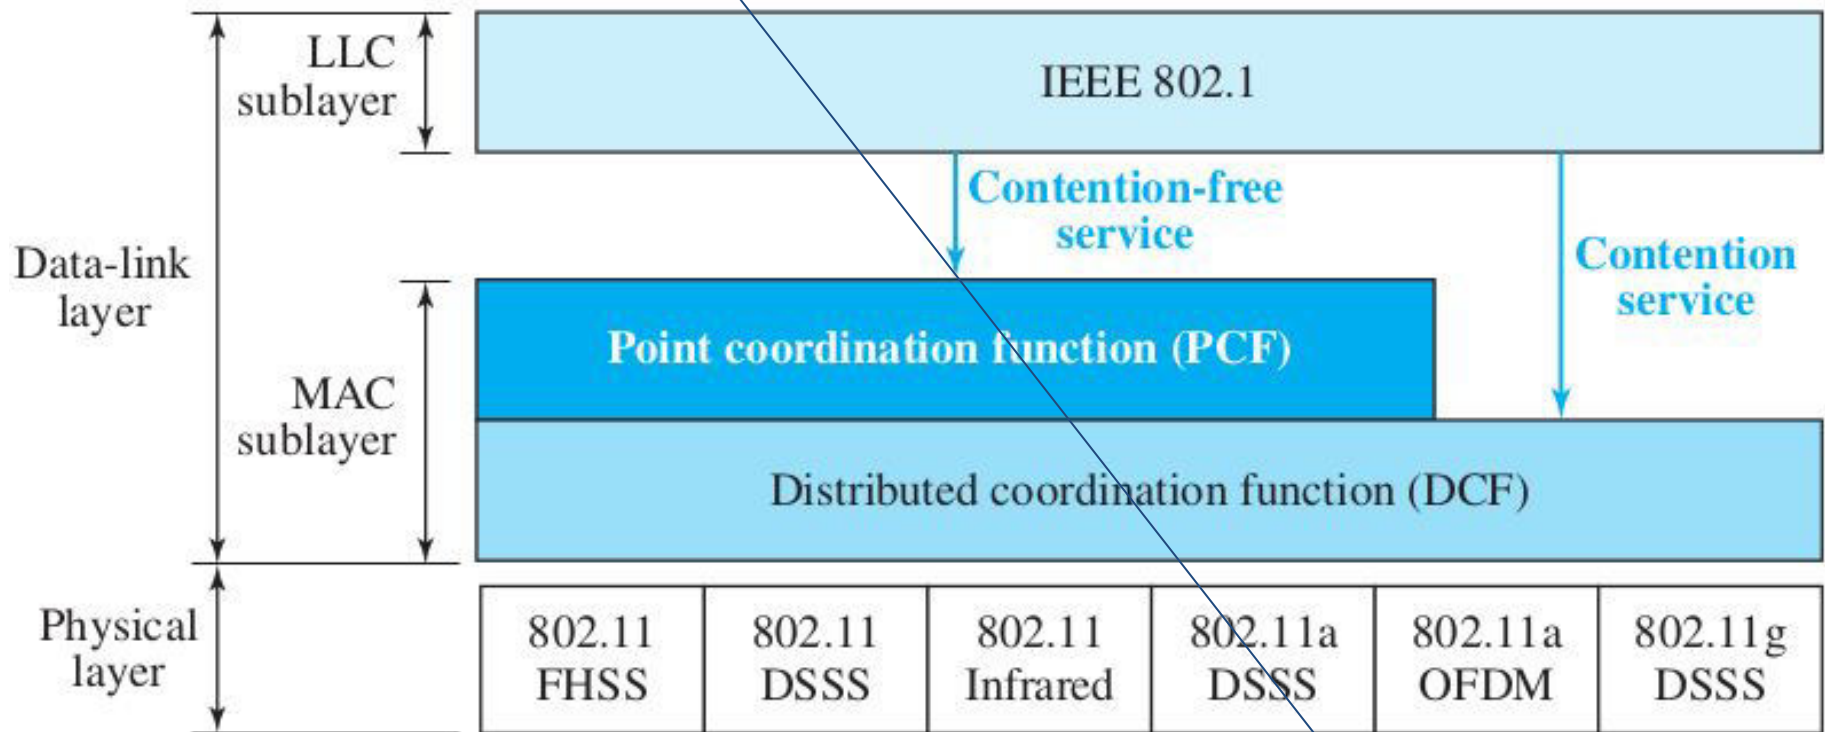 LLC
sublayer
IEEE 802.1
Contention-free
service
Contention
service
Data-link
layer
Point coordination function (PCF)
MAC
sublayer
Distributed coordination function (DCF)
Physical
layer
802.11
FHSS
802.11
DSSS
802.11
Infrared
802.11a
DSSS
802.11a
OFDM
802.11g
DSSS